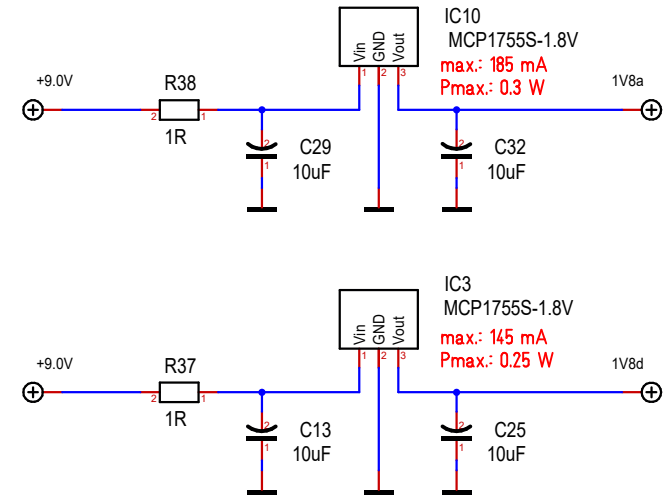 IC10
MCP1755S-1.8V
max.: 185 mA
Pmax.: 0.3 W
Vin
GND
Vout
1
2
3
+9.0V
R38
2
1
1R
1V8a
2
C29
1
10uF
2
C32
1
10uF
IC3
MCP1755S-1.8V
max.: 145 mA
Pmax.: 0.25 W
Vin
GND
Vout
1
2
3
+9.0V
R37
2
1
1R
1V8d
2
C13
1
10uF
2
C25
1
10uF